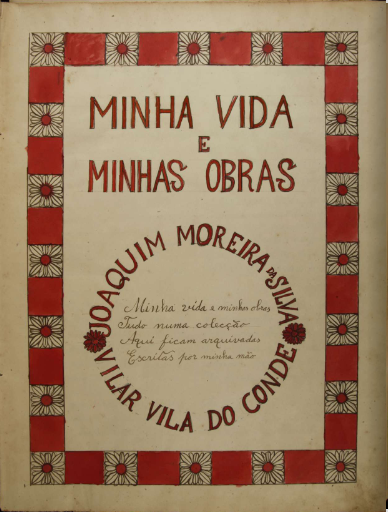 MINHA VIDA
E
MINHAS OBRAS
JOAQUIM MOREIRA DA SILVA
Minha vida e minhas obras
Tudo numa colecção
Aqui ficam arquivadas
Escritas por minha mão
VILAR VILA DO CONDE